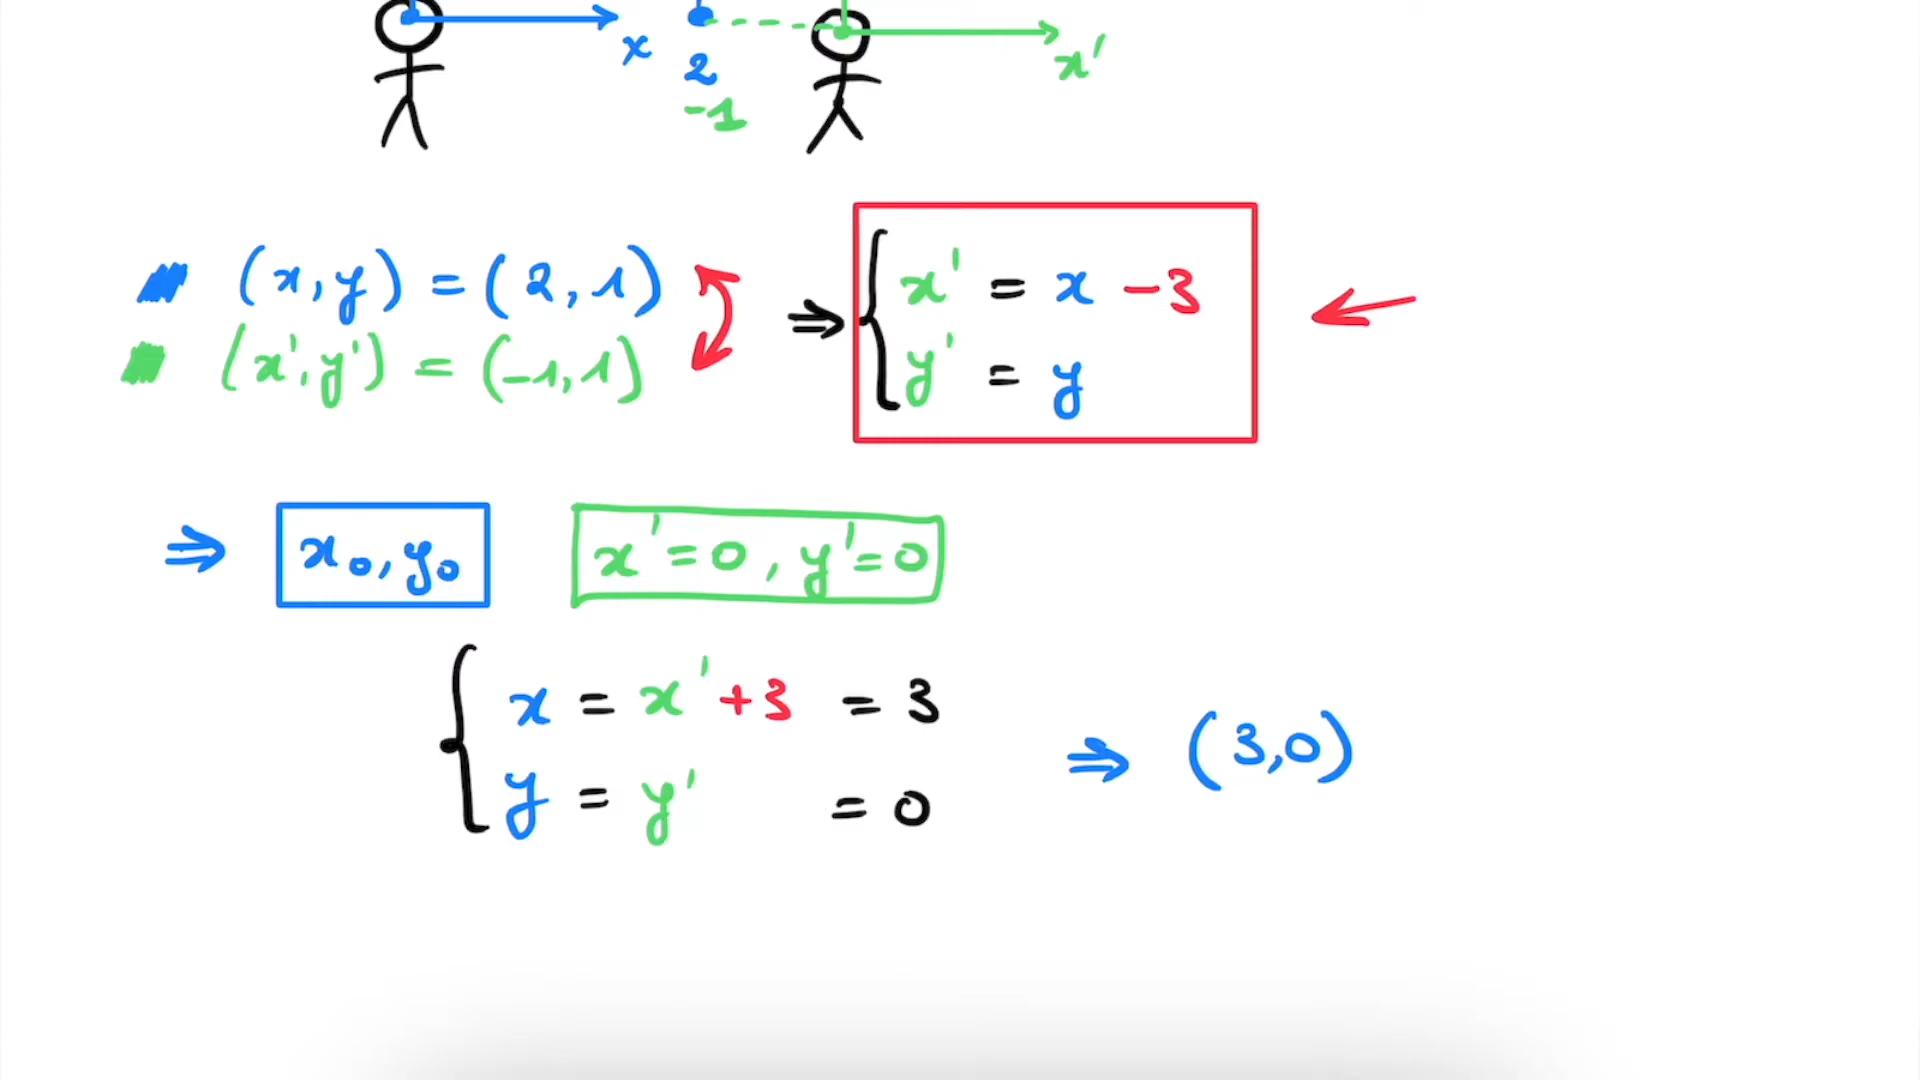 x
2
x'
-1
(x,y) = (2,1)
(x',y') = (-1,1)
⇒ { x' = x -3
y' = y
⇒ x₀, y₀
x'=0, y'=0
{ x = x' +3 = 3
y = y' = 0
⇒ (3,0)